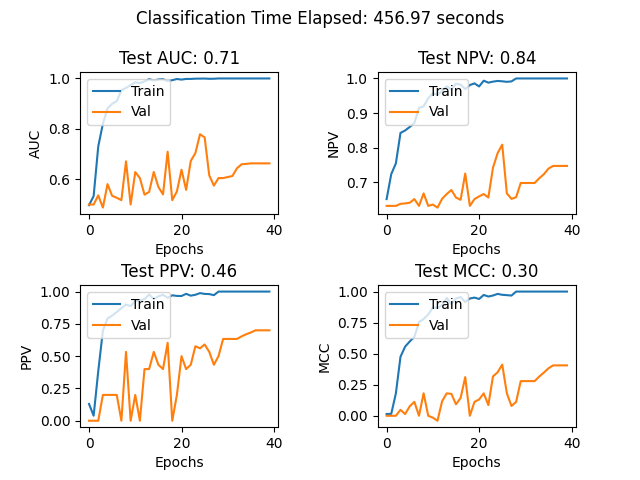 Classification Time Elapsed: 456.97 seconds
Test AUC: 0.71
1.0
0.8
0.6
AUC
Train
Val
0
20
40
Epochs
Test NPV: 0.84
1.0
0.9
0.8
0.7
NPV
Train
Val
0
20
40
Epochs
Test PPV: 0.46
1.00
0.75
0.50
0.25
0.00
PPV
Train
Val
0
20
40
Epochs
Test MCC: 0.30
1.00
0.75
0.50
0.25
0.00
MCC
Train
Val
0
20
40
Epochs